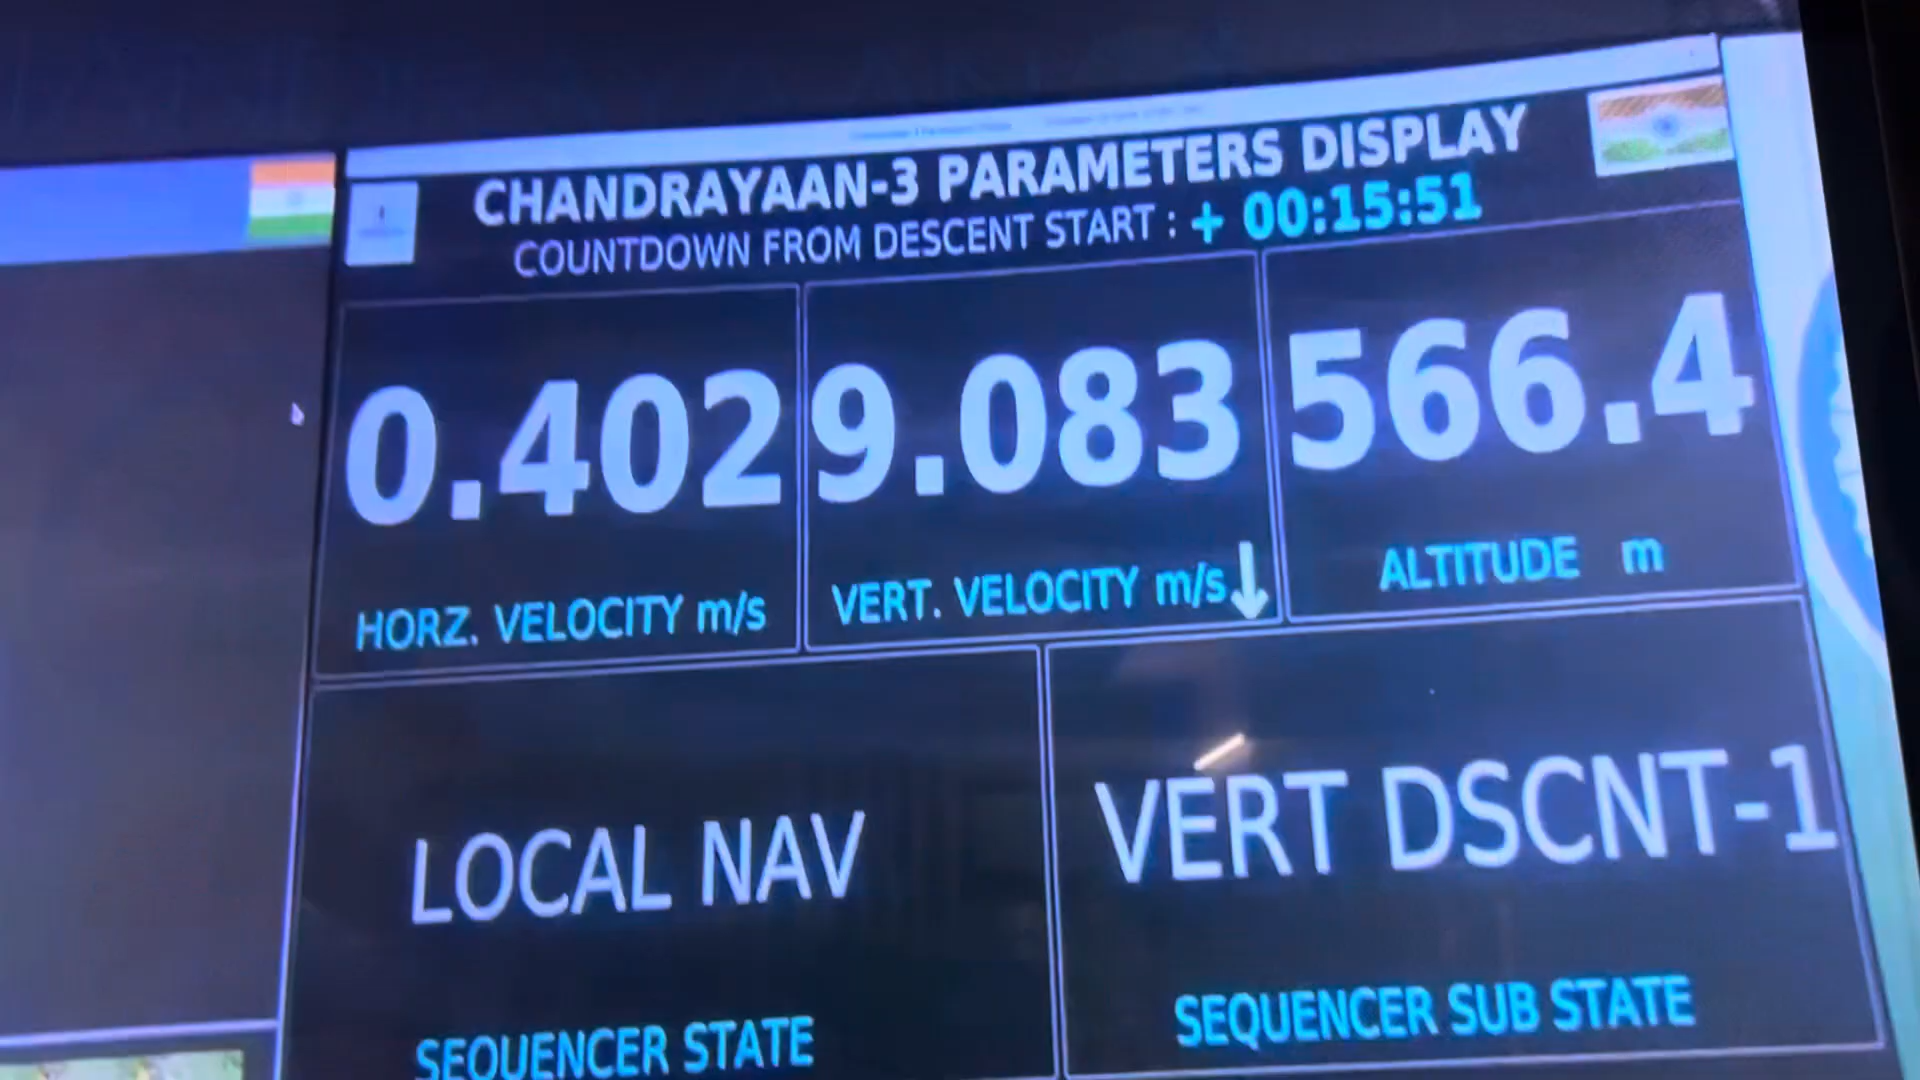 CHANDRAYAAN-3 PARAMETERS DISPLAY
COUNTDOWN FROM DESCENT START : + 00:15:51
0.402
HORZ. VELOCITY m/s
9.083
VERT. VELOCITY m/s↓
566.4
ALTITUDE m
LOCAL NAV
SEQUENCER STATE
VERT DSCNT-1
SEQUENCER SUB STATE